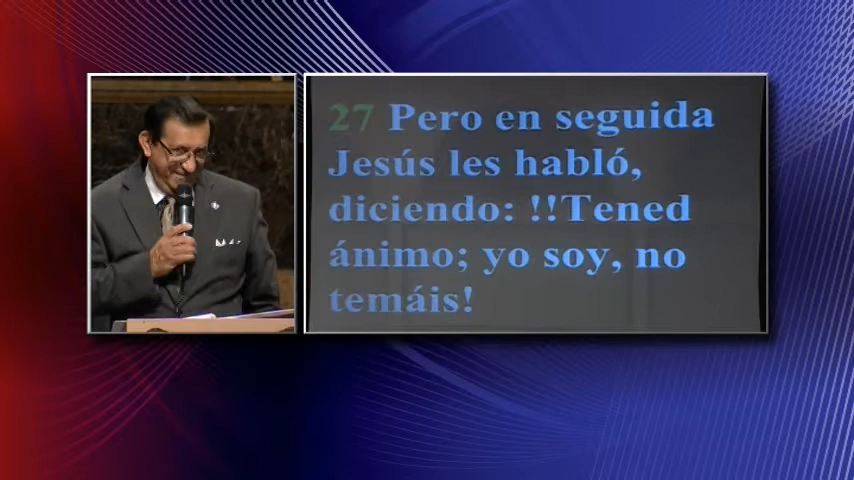 27 Pero en seguida
Jesús les habló,
diciendo: !!Tened
ánimo; yo soy, no
temáis!